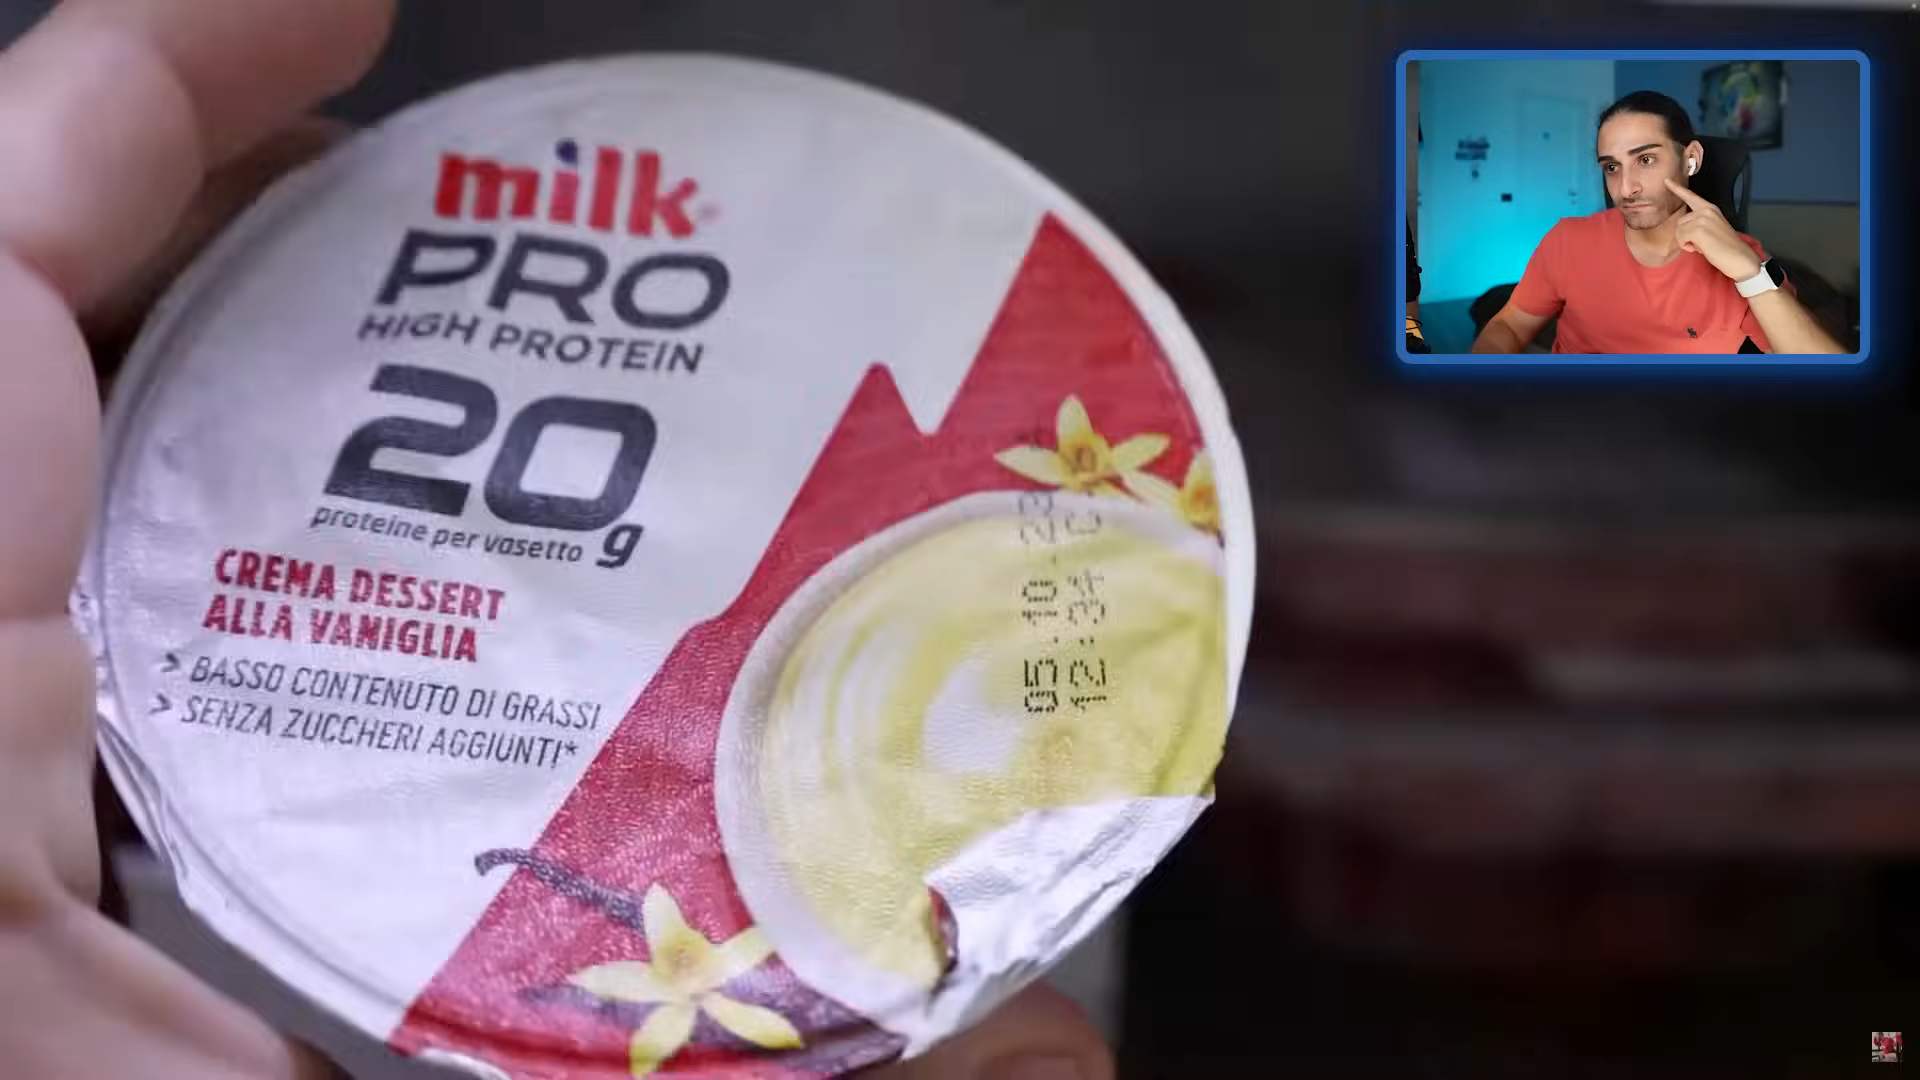 milk
PRO
HIGH PROTEIN
20g
proteine per vasetto
CREMA DESSERT
ALLA VANIGLIA
> BASSO CONTENUTO DI GRASSI
> SENZA ZUCCHERI AGGIUNTI*